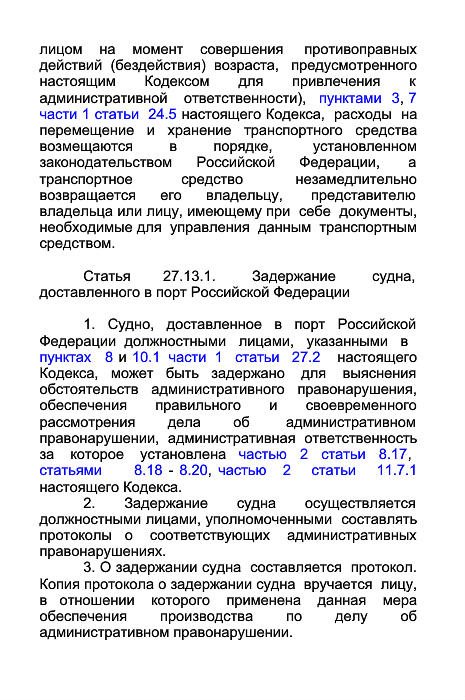 лицом на момент совершения противоправных
действий (бездействия) возраста, предусмотренного
настоящим Кодексом для привлечения к
административной ответственности), пунктами 3, 7
части 1 статьи 24.5 настоящего Кодекса, расходы на
перемещение и хранение транспортного средства
возмещаются в порядке, установленном
законодательством Российской Федерации, а
транспортное средство незамедлительно
возвращается его владельцу, представителю
владельца или лицу, имеющему при себе документы,
необходимые для управления данным транспортным
средством.
Статья 27.13.1. Задержание судна,
доставленного в порт Российской Федерации
1. Судно, доставленное в порт Российской
Федерации должностными лицами, указанными в
пунктах 8 и 10.1 части 1 статьи 27.2 настоящего
Кодекса, может быть задержано для выяснения
обстоятельств административного правонарушения,
обеспечения правильного и своевременного
рассмотрения дела об административном
правонарушении, административная ответственность
за которое установлена частью 2 статьи 8.17,
статьями 8.18 - 8.20, частью 2 статьи 11.7.1
настоящего Кодекса.
2. Задержание судна осуществляется
должностными лицами, уполномоченными составлять
протоколы о соответствующих административных
правонарушениях.
3. О задержании судна составляется протокол.
Копия протокола о задержании судна вручается лицу,
в отношении которого применена данная мера
обеспечения производства по делу об
административном правонарушении.